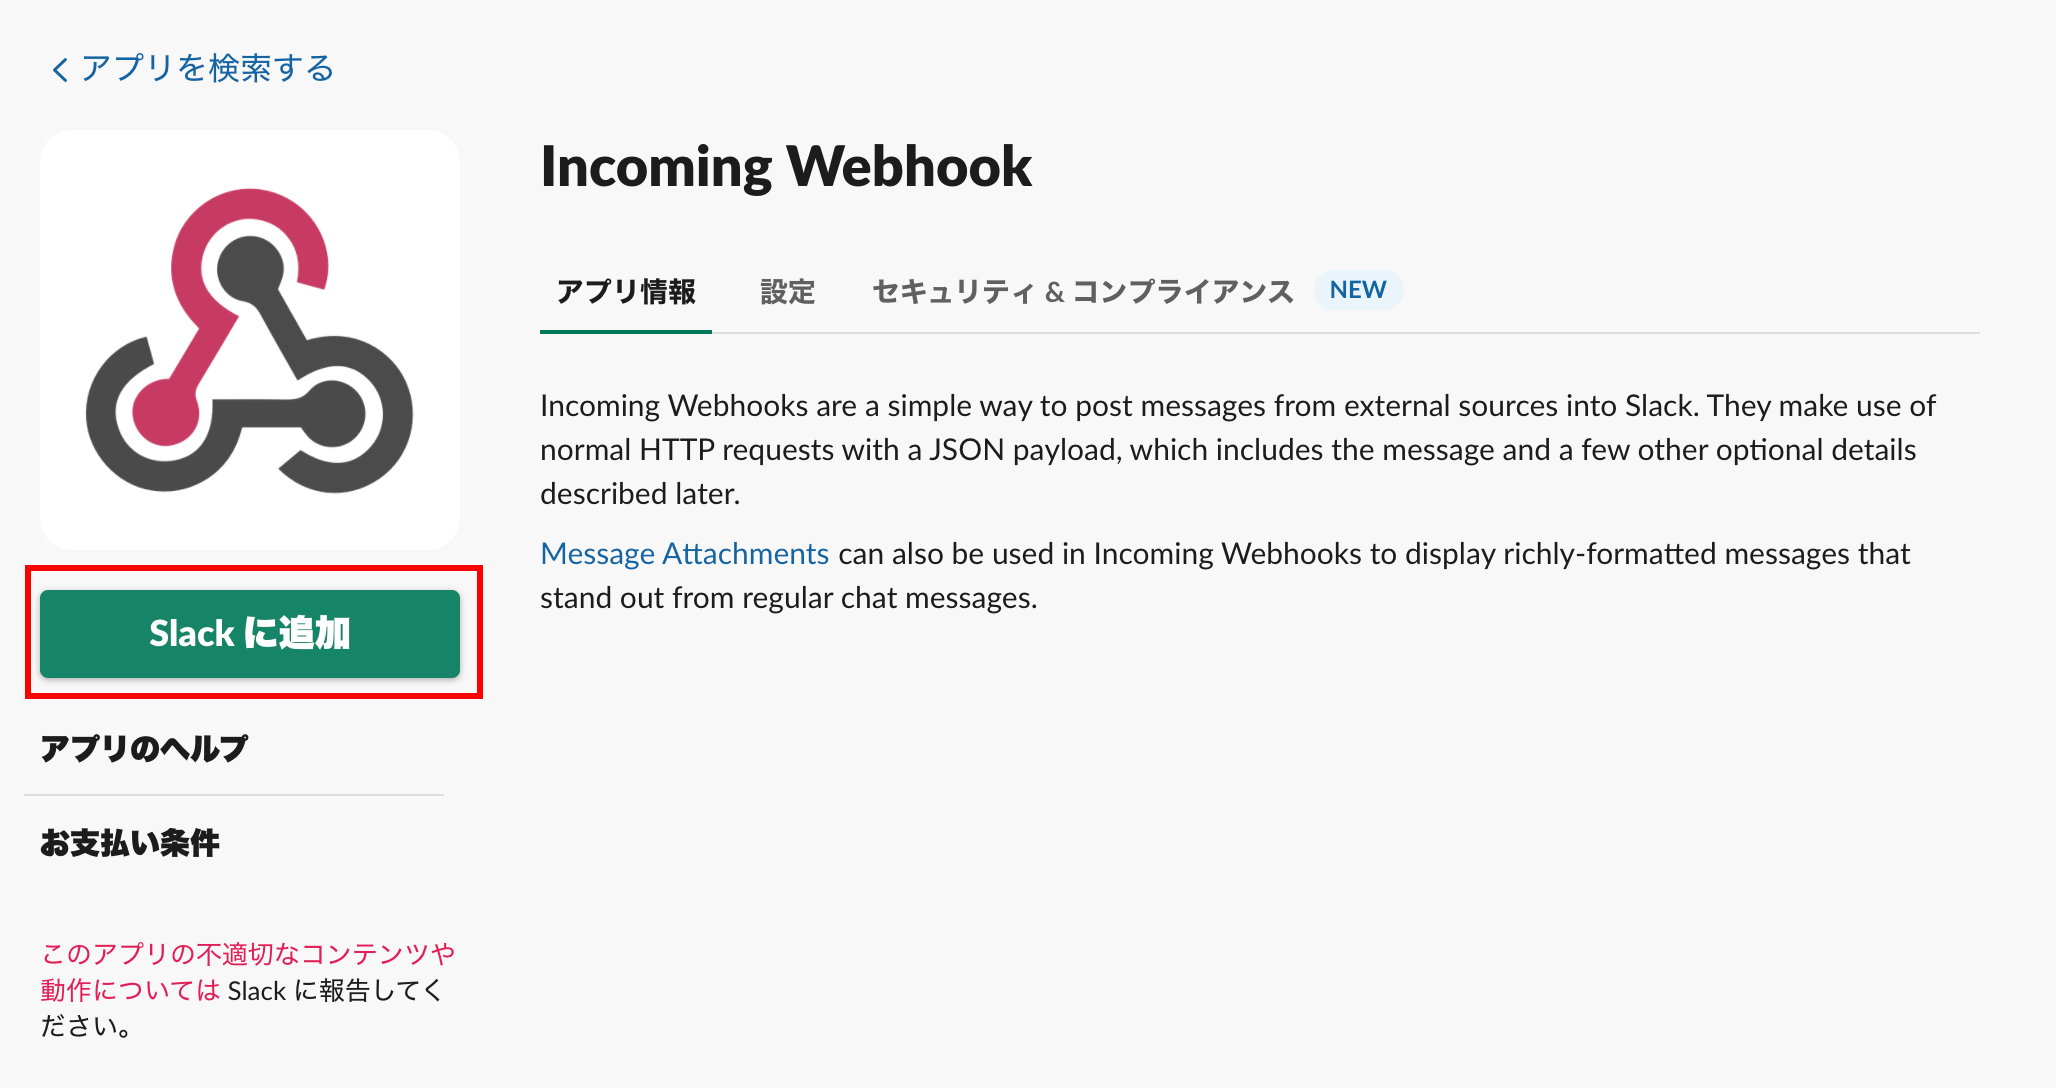 アプリを検索する
Incoming Webhook
アプリ情報 設定 セキュリティ & コンプライアンス NEW
Incoming Webhooks are a simple way to post messages from external sources into Slack. They make use of
normal HTTP requests with a JSON payload, which includes the message and a few other optional details
described later.
Message Attachments can also be used in Incoming Webhooks to display richly-formatted messages that
stand out from regular chat messages.
Slack に追加
アプリのヘルプ
お支払い条件
このアプリの不適切なコンテンツや
動作については Slack に報告してく
ださい。